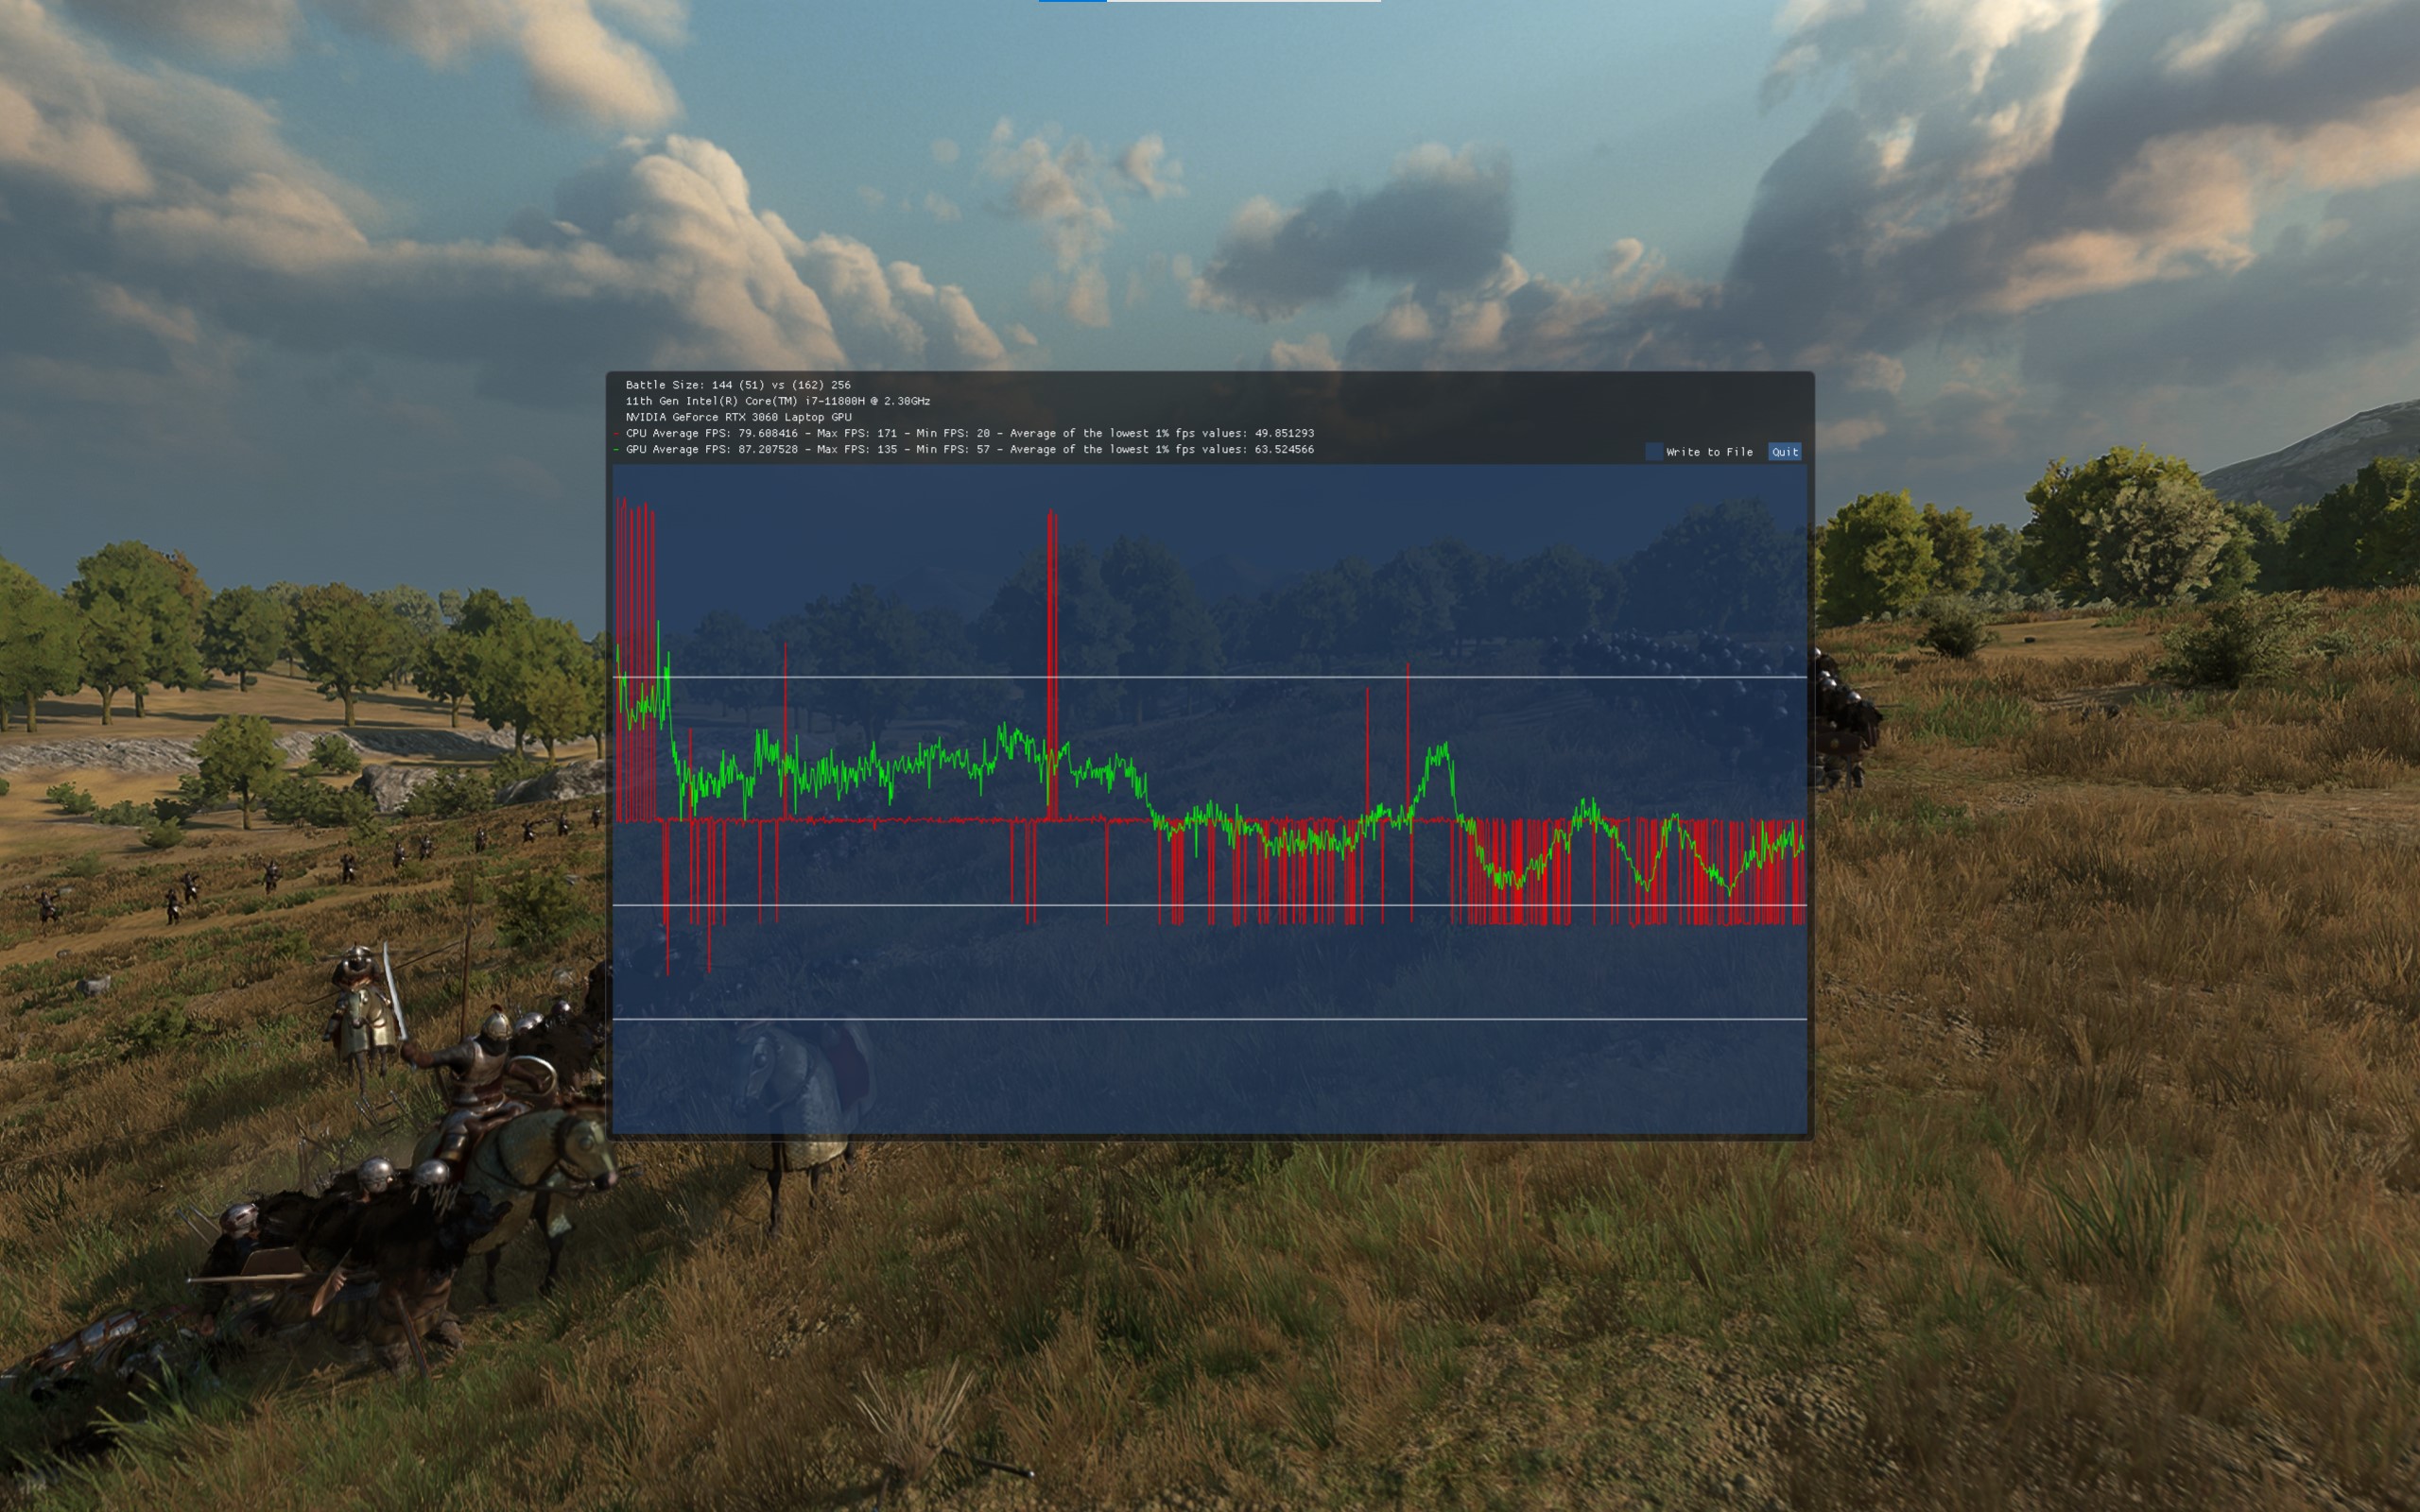 Battle Size: 144 (51) vs (162) 256
11th Gen Intel(R) Core(TM) i7-11800H @ 2.30GHz
NVIDIA GeForce RTX 3060 Laptop GPU
- CPU Average FPS: 79.608416 - Max FPS: 171 - Min FPS: 20 - Average of the lowest 1% fps values: 49.851293
- GPU Average FPS: 87.207528 - Max FPS: 135 - Min FPS: 57 - Average of the lowest 1% fps values: 63.524566
Write to File Quit